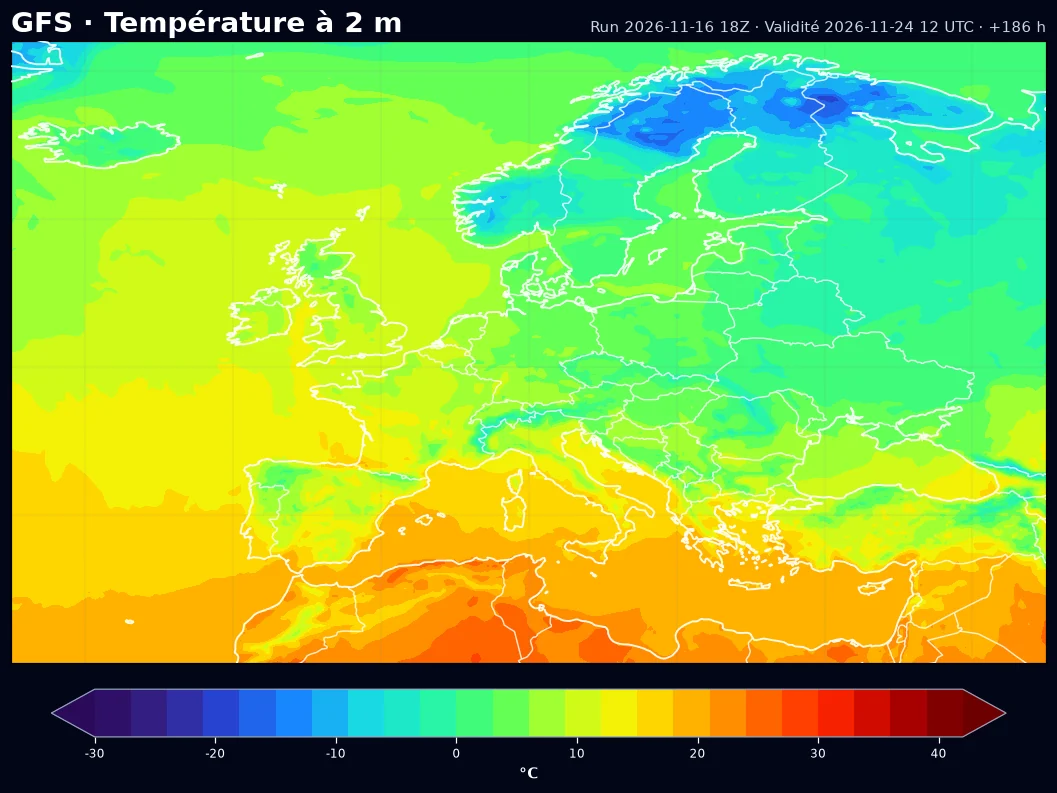 GFS · Température à 2 m
Run 2026-11-16 18Z · Validité 2026-11-24 12 UTC · +186 h
-30 -20 -10 0 10 20 30 40
°C